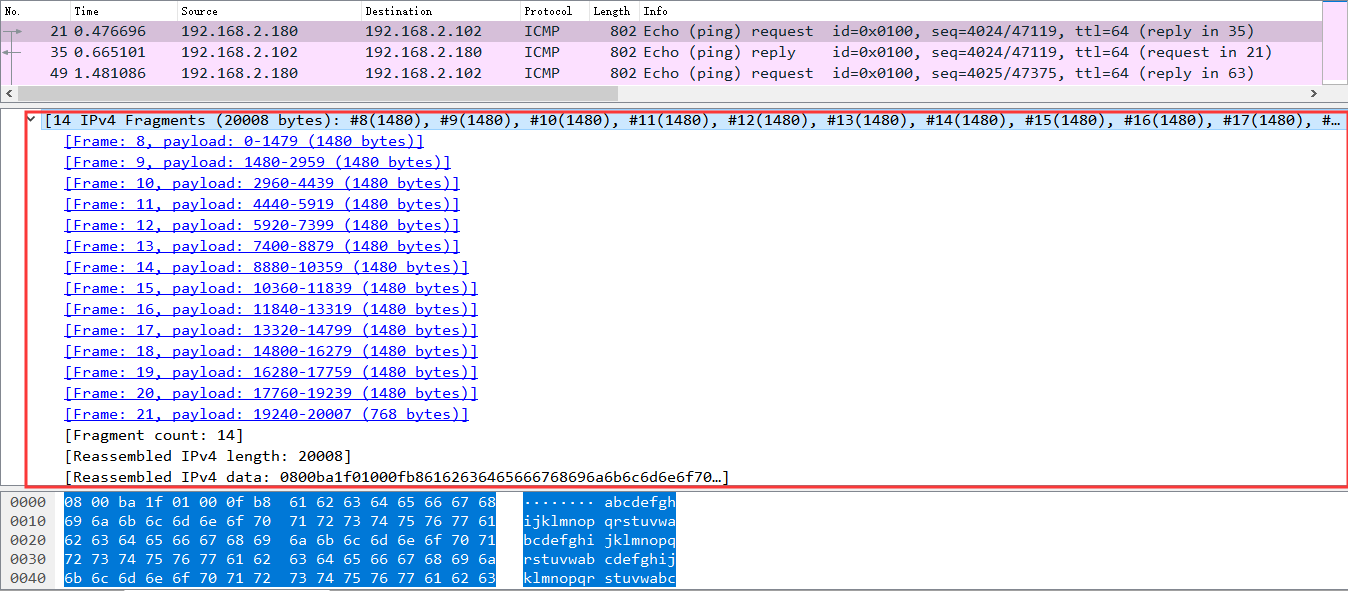 No. Time Source Destination Protocol Length Info
21 0.476696 192.168.2.180 192.168.2.102 ICMP 802 Echo (ping) request id=0x0100, seq=4024/47119, ttl=64 (reply in 35)
35 0.665101 192.168.2.102 192.168.2.180 ICMP 802 Echo (ping) reply id=0x0100, seq=4024/47119, ttl=64 (request in 21)
49 1.481086 192.168.2.180 192.168.2.102 ICMP 802 Echo (ping) request id=0x0100, seq=4025/47375, ttl=64 (reply in 63)
[14 IPv4 Fragments (20008 bytes): #8(1480), #9(1480), #10(1480), #11(1480), #12(1480), #13(1480), #14(1480), #15(1480), #16(1480), #17(1480), #…
[Frame: 8, payload: 0-1479 (1480 bytes)]
[Frame: 9, payload: 1480-2959 (1480 bytes)]
[Frame: 10, payload: 2960-4439 (1480 bytes)]
[Frame: 11, payload: 4440-5919 (1480 bytes)]
[Frame: 12, payload: 5920-7399 (1480 bytes)]
[Frame: 13, payload: 7400-8879 (1480 bytes)]
[Frame: 14, payload: 8880-10359 (1480 bytes)]
[Frame: 15, payload: 10360-11839 (1480 bytes)]
[Frame: 16, payload: 11840-13319 (1480 bytes)]
[Frame: 17, payload: 13320-14799 (1480 bytes)]
[Frame: 18, payload: 14800-16279 (1480 bytes)]
[Frame: 19, payload: 16280-17759 (1480 bytes)]
[Frame: 20, payload: 17760-19239 (1480 bytes)]
[Frame: 21, payload: 19240-20007 (768 bytes)]
[Fragment count: 14]
[Reassembled IPv4 length: 20008]
[Reassembled IPv4 data: 0800ba1f01000fb86162636465666768696a6b6c6d6e6f70…]
0000 08 00 ba 1f 01 00 0f b8 61 62 63 64 65 66 67 68 ········ abcdefgh
0010 69 6a 6b 6c 6d 6e 6f 70 71 72 73 74 75 76 77 61 ijklmnop qrstuvwa
0020 62 63 64 65 66 67 68 69 6a 6b 6c 6d 6e 6f 70 71 bcdefghi jklmnopq
0030 72 73 74 75 76 77 61 62 63 64 65 66 67 68 69 6a rstuvwab cdefghij
0040 6b 6c 6d 6e 6f 70 71 72 73 74 75 76 77 61 62 63 klmnopqr stuvwabc